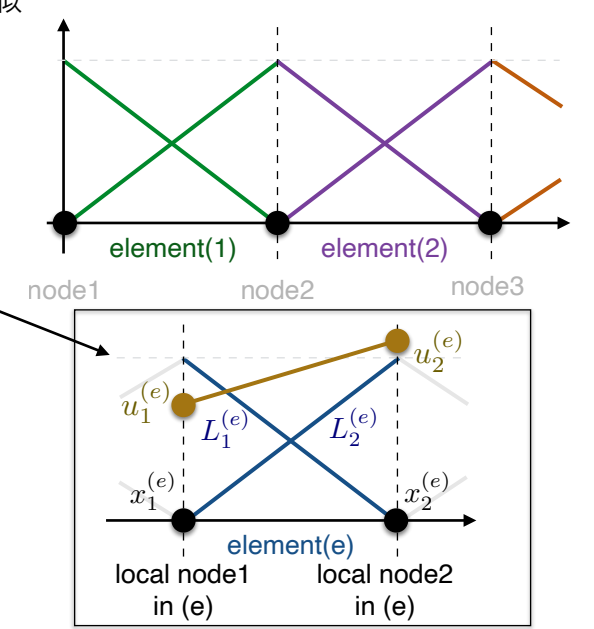 似
element(1) element(2)
node1 node2 node3
u_2^{(e)}
u_1^{(e)}
L_1^{(e)} L_2^{(e)}
x_1^{(e)} x_2^{(e)}
element(e)
local node1 local node2
in (e) in (e)